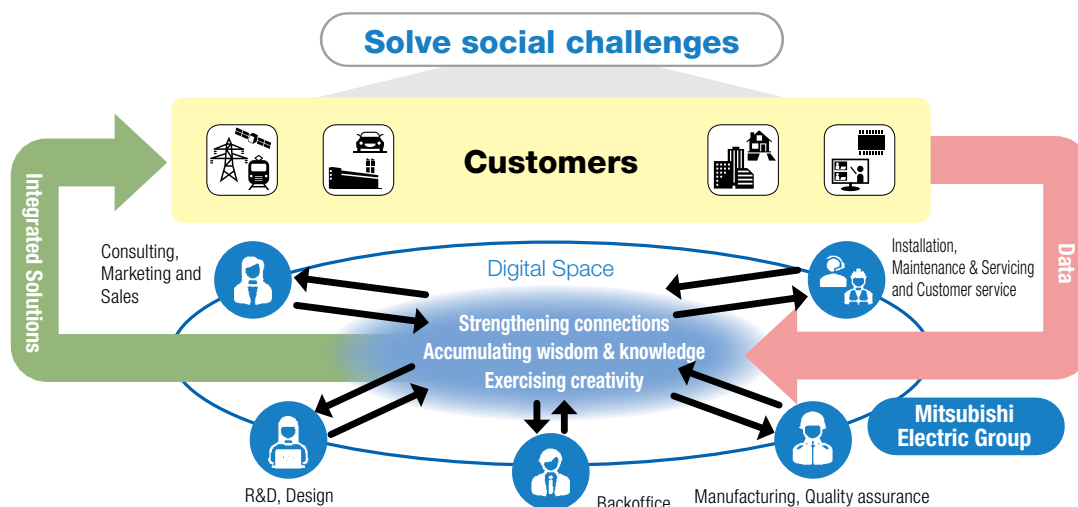 Solve social challenges
Customers
Integrated Solutions
Data
Consulting,
Marketing and
Sales
Digital Space
Installation,
Maintenance & Servicing
and Customer service
Strengthening connections
Accumulating wisdom & knowledge
Exercising creativity
Mitsubishi
Electric Group
R&D, Design
Backoffice
Manufacturing, Quality assurance